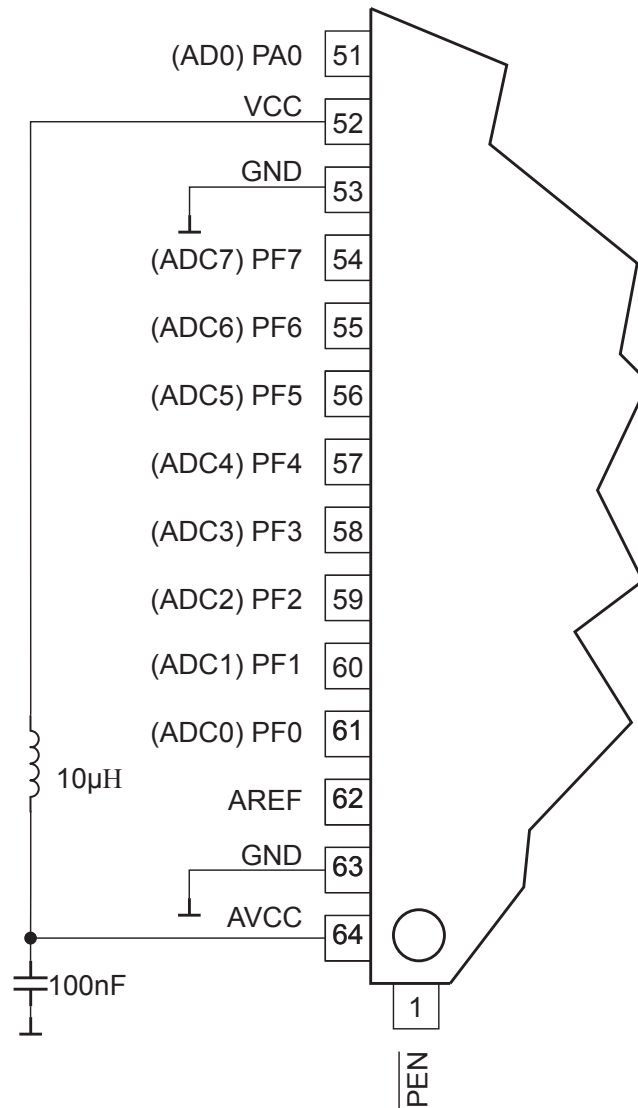 (AD0) PA0 51
VCC 52
GND 53
(ADC7) PF7 54
(ADC6) PF6 55
(ADC5) PF5 56
(ADC4) PF4 57
(ADC3) PF3 58
(ADC2) PF2 59
(ADC1) PF1 60
(ADC0) PF0 61
10µH
AREF 62
GND 63
AVCC 64
100nF
1
PEN